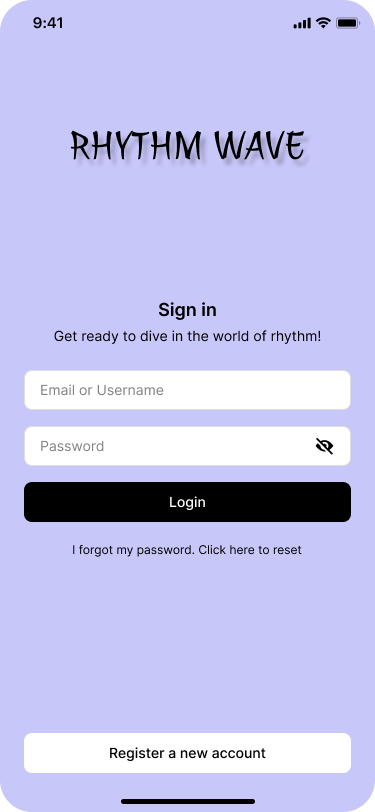 9:41
RHYTHM WAVE
Sign in
Get ready to dive in the world of rhythm!
Email or Username
Password
Login
I forgot my password. Click here to reset
Register a new account